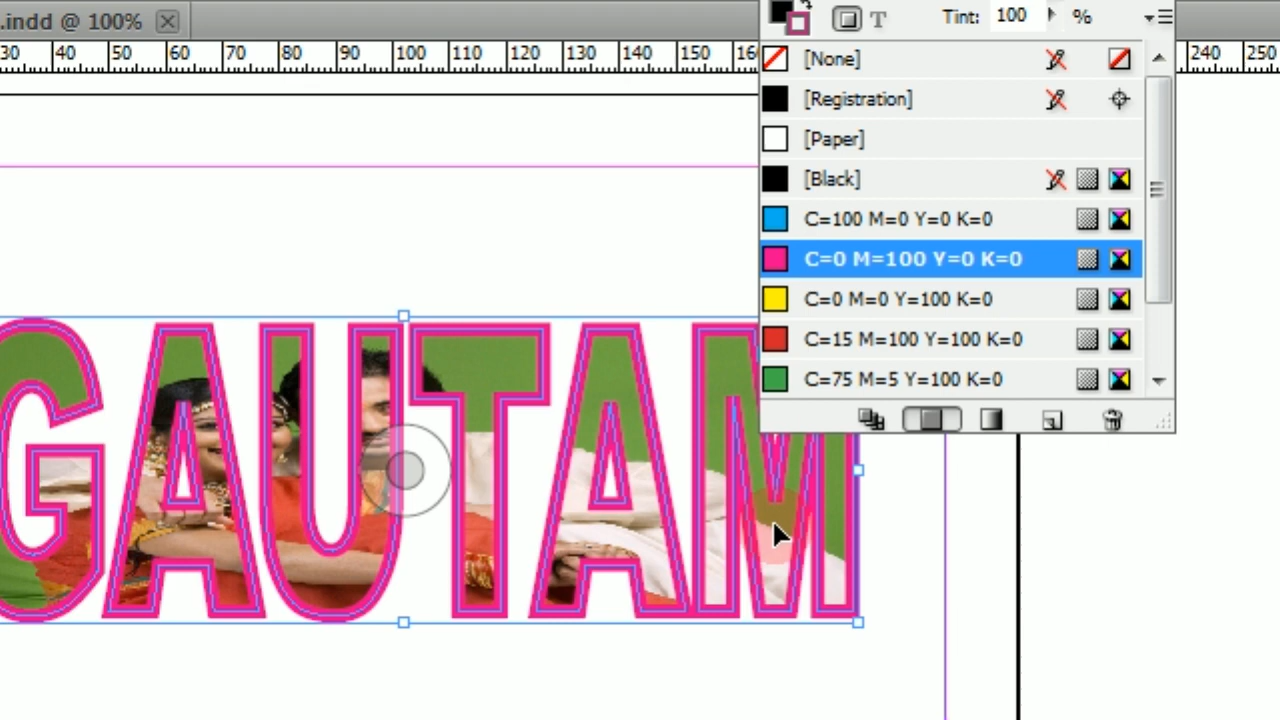 .indd @ 100%
Tint: 100 %
30 40 50 60 70 80 90 100 110 120 130 140 150 240 250
[None]
[Registration]
[Paper]
[Black]
C=100 M=0 Y=0 K=0
C=0 M=100 Y=0 K=0
C=0 M=0 Y=100 K=0
C=15 M=100 Y=100 K=0
C=75 M=5 Y=100 K=0
GAUTAM